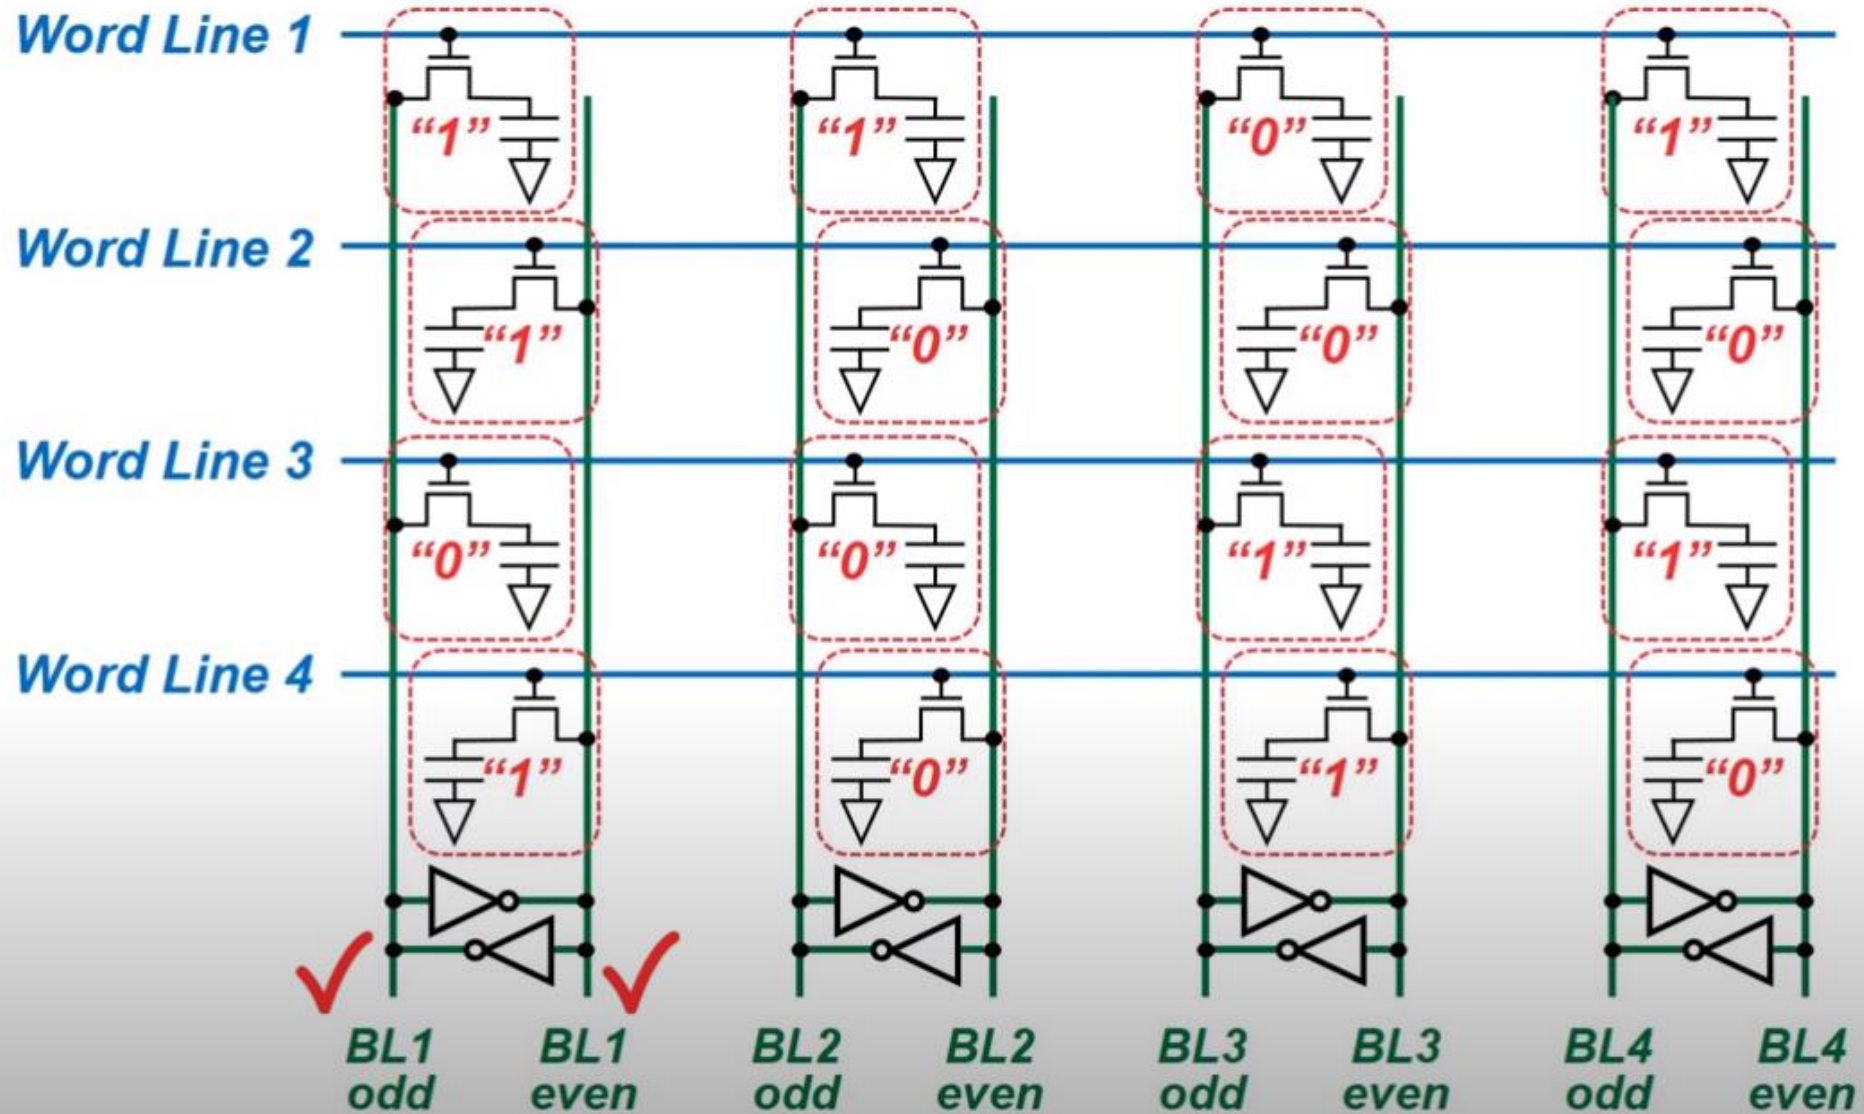 Word Line 1
“1” “1” “0” “1”
Word Line 2
“1” “0” “0” “0”
Word Line 3
“0” “0” “1” “1”
Word Line 4
“1” “0” “1” “0”
BL1 BL1 BL2 BL2 BL3 BL3 BL4 BL4
odd even odd even odd even odd even